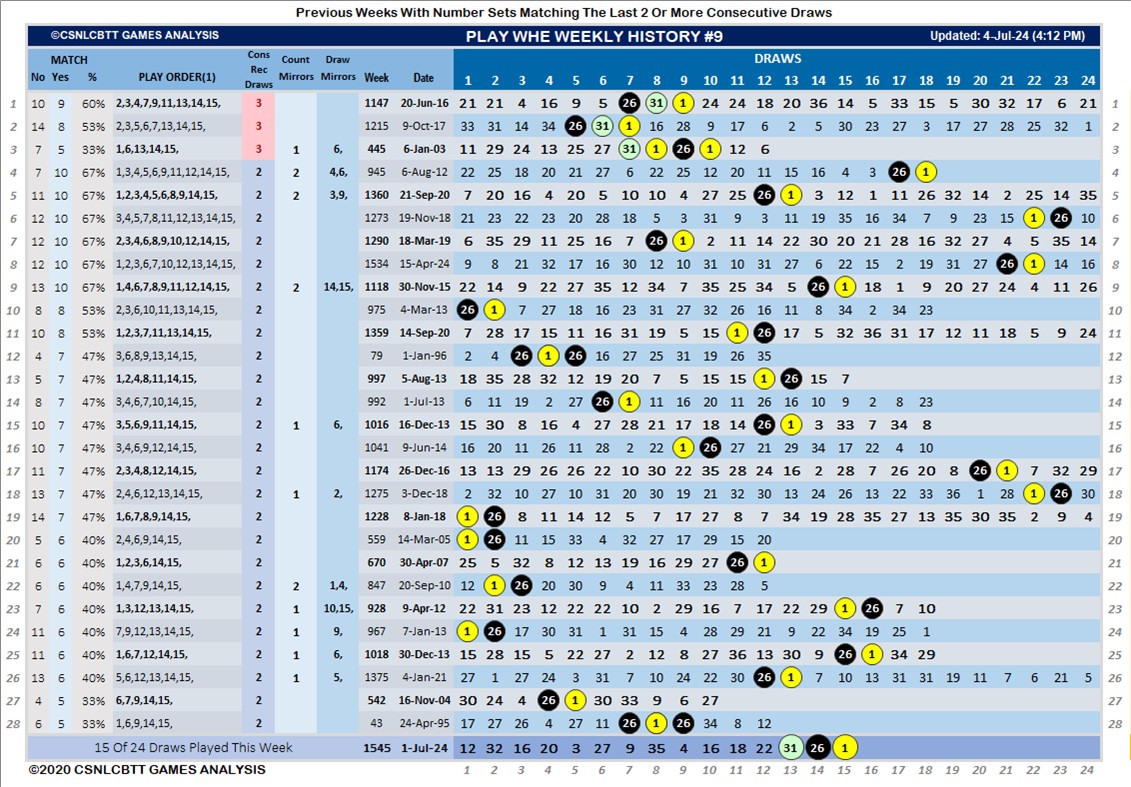 Previous Weeks With Number Sets Matching The Last 2 Or More Consecutive Draws
©CSNLCBTT GAMES ANALYSIS PLAY WHE WEEKLY HISTORY #9 Updated: 4-Jul-24 (4:12 PM)
MATCH Cons Rec Draws Count Mirrors Draw Mirrors DRAWS
No Yes % PLAY ORDER(1) Week Date 1 2 3 4 5 6 7 8 9 10 11 12 13 14 15 16 17 18 19 20 21 22 23 24
1 10 9 60% 2,3,4,7,9,11,13,14,15, 3 1147 20-Jun-16 21 21 4 16 9 5 26 31 1 24 24 18 20 36 14 5 33 15 5 30 32 17 6 21 1
2 14 8 53% 2,3,5,6,7,13,14,15, 3 1215 9-Oct-17 33 31 14 34 26 31 1 16 28 9 17 6 2 5 30 23 27 3 17 27 28 25 32 1 2
3 7 5 33% 1,6,13,14,15, 3 1 6, 445 6-Jan-03 11 29 24 13 25 27 31 1 26 1 12 6 3
4 7 10 67% 1,3,4,5,6,9,11,12,14,15, 2 2 4,6, 945 6-Aug-12 22 25 18 20 21 27 6 22 25 12 20 11 15 16 4 3 26 1 4
5 11 10 67% 1,2,3,4,5,6,8,9,14,15, 2 2 3,9, 1360 21-Sep-20 7 20 16 4 20 5 10 10 4 27 25 26 1 3 12 1 11 26 32 14 2 25 14 35 5
6 12 10 67% 3,4,5,7,8,11,12,13,14,15, 2 1273 19-Nov-18 21 23 22 23 20 28 18 5 3 31 9 3 11 19 35 16 34 7 9 23 15 1 26 10 6
7 12 10 67% 2,3,4,6,8,9,10,12,14,15, 2 1290 18-Mar-19 6 35 29 11 25 16 7 26 1 2 11 14 22 30 20 21 28 16 32 27 4 5 35 14 7
8 12 10 67% 1,2,3,6,7,10,12,13,14,15, 2 1534 15-Apr-24 9 8 21 32 17 16 30 12 10 31 10 31 27 6 22 15 2 19 31 27 26 1 14 16 8
9 13 10 67% 1,4,6,7,8,9,11,12,14,15, 2 2 14,15, 1118 30-Nov-15 22 14 9 22 27 35 12 34 7 35 25 34 5 26 1 18 1 9 20 27 24 4 11 26 9
10 8 8 53% 2,3,6,10,11,13,14,15, 2 975 4-Mar-13 26 1 7 27 18 16 23 31 27 32 26 16 11 8 34 2 34 23 10
11 10 8 53% 1,2,3,7,11,13,14,15, 2 1359 14-Sep-20 7 28 17 15 11 16 31 19 5 15 1 26 17 5 32 36 31 17 12 11 18 5 9 24 11
12 4 7 47% 3,6,8,9,13,14,15, 2 79 1-Jan-96 2 4 26 1 26 16 27 25 31 19 26 35 12
13 5 7 47% 1,2,4,8,11,14,15, 2 997 5-Aug-13 18 35 28 32 12 19 20 7 5 15 15 1 26 15 7 13
14 8 7 47% 3,4,6,7,10,14,15, 2 992 1-Jul-13 6 11 19 2 27 26 1 11 16 20 11 26 16 10 9 2 8 23 14
15 10 7 47% 3,5,6,9,11,14,15, 2 1 6, 1016 16-Dec-13 15 30 8 16 4 27 28 21 17 18 14 26 1 3 33 7 34 8 15
16 10 7 47% 3,4,6,9,12,14,15, 2 1041 9-Jun-14 16 20 11 26 11 28 2 22 1 26 27 21 29 34 17 22 4 10 16
17 11 7 47% 2,3,4,8,12,14,15, 2 1174 26-Dec-16 13 13 29 26 26 22 10 30 22 35 28 24 16 2 28 7 26 20 8 26 1 7 32 29 17
18 13 7 47% 2,4,6,12,13,14,15, 2 1 2, 1275 3-Dec-18 2 32 10 27 10 31 20 30 19 21 32 30 13 24 26 13 22 33 36 1 28 1 26 30 18
19 14 7 47% 1,6,7,8,9,14,15, 2 1228 8-Jan-18 1 26 8 11 14 12 5 7 17 27 8 7 34 19 28 35 27 13 35 30 35 2 9 4 19
20 5 6 40% 2,4,6,9,14,15, 2 559 14-Mar-05 1 26 11 15 33 4 32 27 17 29 15 20 20
21 6 6 40% 1,2,3,6,14,15, 2 670 30-Apr-07 25 5 32 8 12 13 19 16 29 27 26 1 21
22 8 6 40% 1,4,7,9,14,15, 2 2 1,4, 847 20-Sep-10 12 1 26 20 30 9 4 11 33 23 28 5 22
23 7 6 40% 1,3,12,13,14,15, 2 1 10,15, 928 9-Apr-12 22 31 23 12 22 22 10 2 29 16 7 17 22 29 1 26 7 10 23
24 11 6 40% 7,9,12,13,14,15, 2 1 9, 967 7-Jan-13 1 26 17 30 31 1 31 15 4 28 29 21 9 22 34 19 25 1 24
25 11 6 40% 1,6,7,12,14,15, 2 1 6, 1018 30-Dec-13 15 28 15 5 22 27 2 12 8 27 36 13 30 9 26 1 34 29 25
26 13 6 40% 5,6,12,13,14,15, 2 1 5, 1375 4-Jan-21 27 1 27 24 3 31 7 10 24 22 30 26 1 7 10 13 31 31 19 11 7 6 21 5 26
27 4 5 33% 6,7,9,14,15, 2 542 16-Nov-04 30 24 4 26 1 30 33 9 6 27 27
28 6 5 33% 1,6,9,14,15, 2 43 24-Apr-95 17 27 26 4 27 11 26 1 26 34 8 12 28
15 Of 24 Draws Played This Week 1545 1-Jul-24 12 32 16 20 3 27 9 35 4 16 18 22 31 26 1
©2020 CSNLCBTT GAMES ANALYSIS 1 2 3 4 5 6 7 8 9 10 11 12 13 14 15 16 17 18 19 20 21 22 23 24